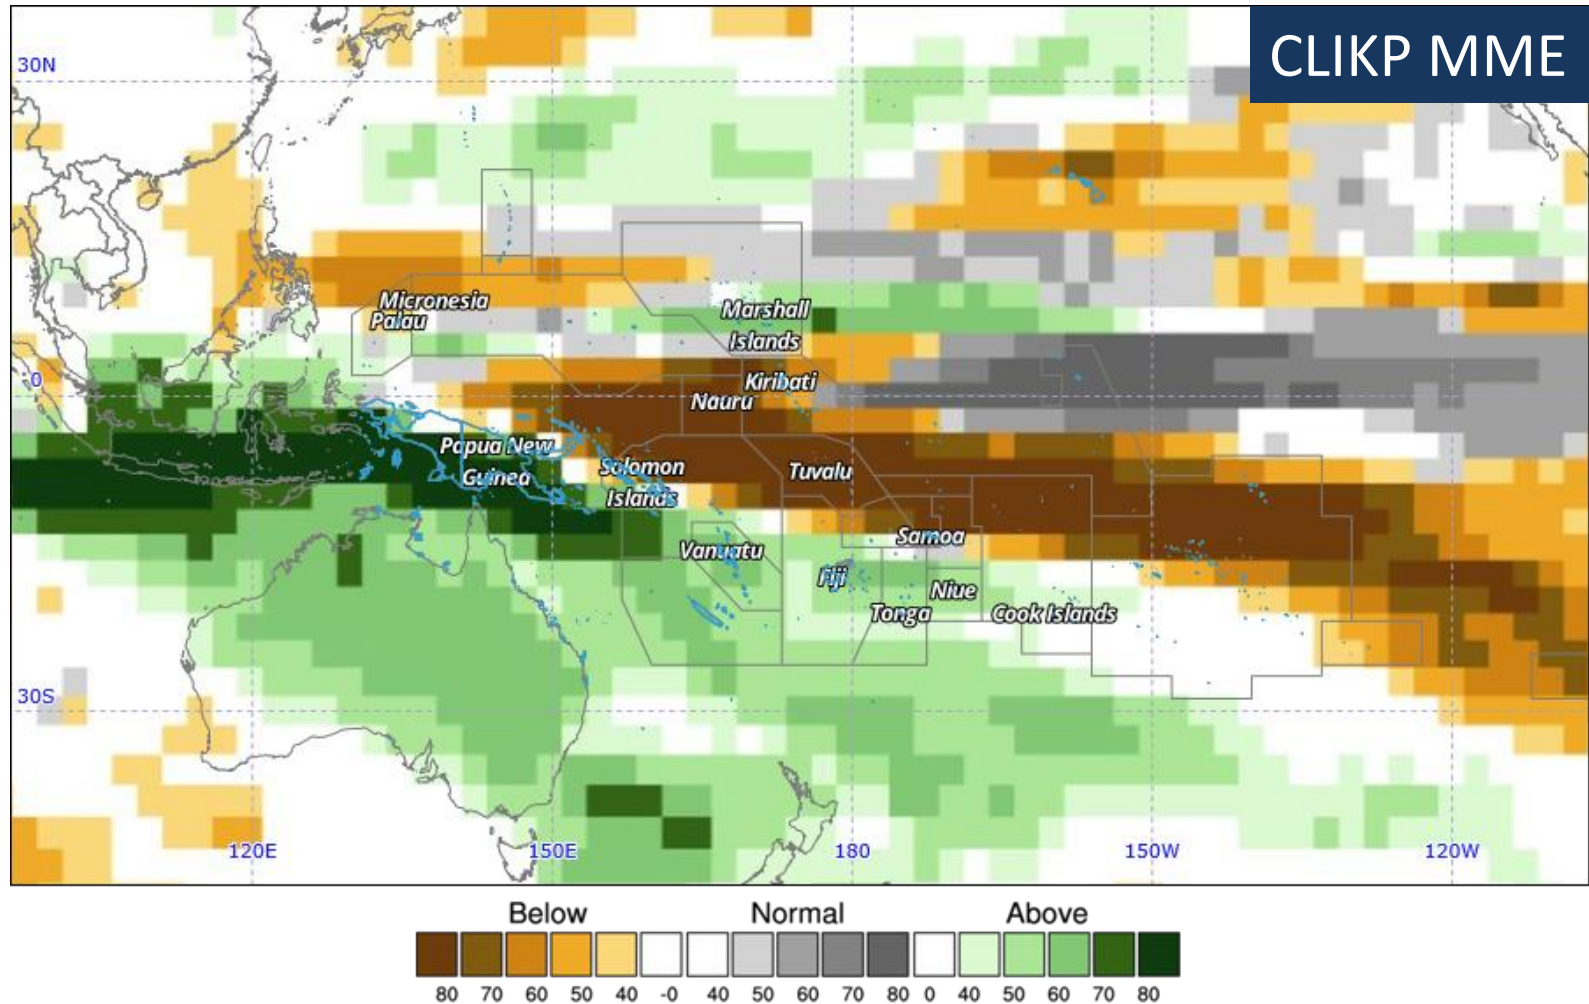 CLIKP MME
30N
Micronesia
Palau
Marshall
Islands
0
Kiribati
Nauru
Papua New
Guinea
Solomon
Islands
Tuvalu
Samoa
Vanuatu
Fiji
Niue
Tonga
Cook Islands
30S
120E 150E 180 150W 120W
Below Normal Above
80 70 60 50 40 -0 40 50 60 70 80 0 40 50 60 70 80